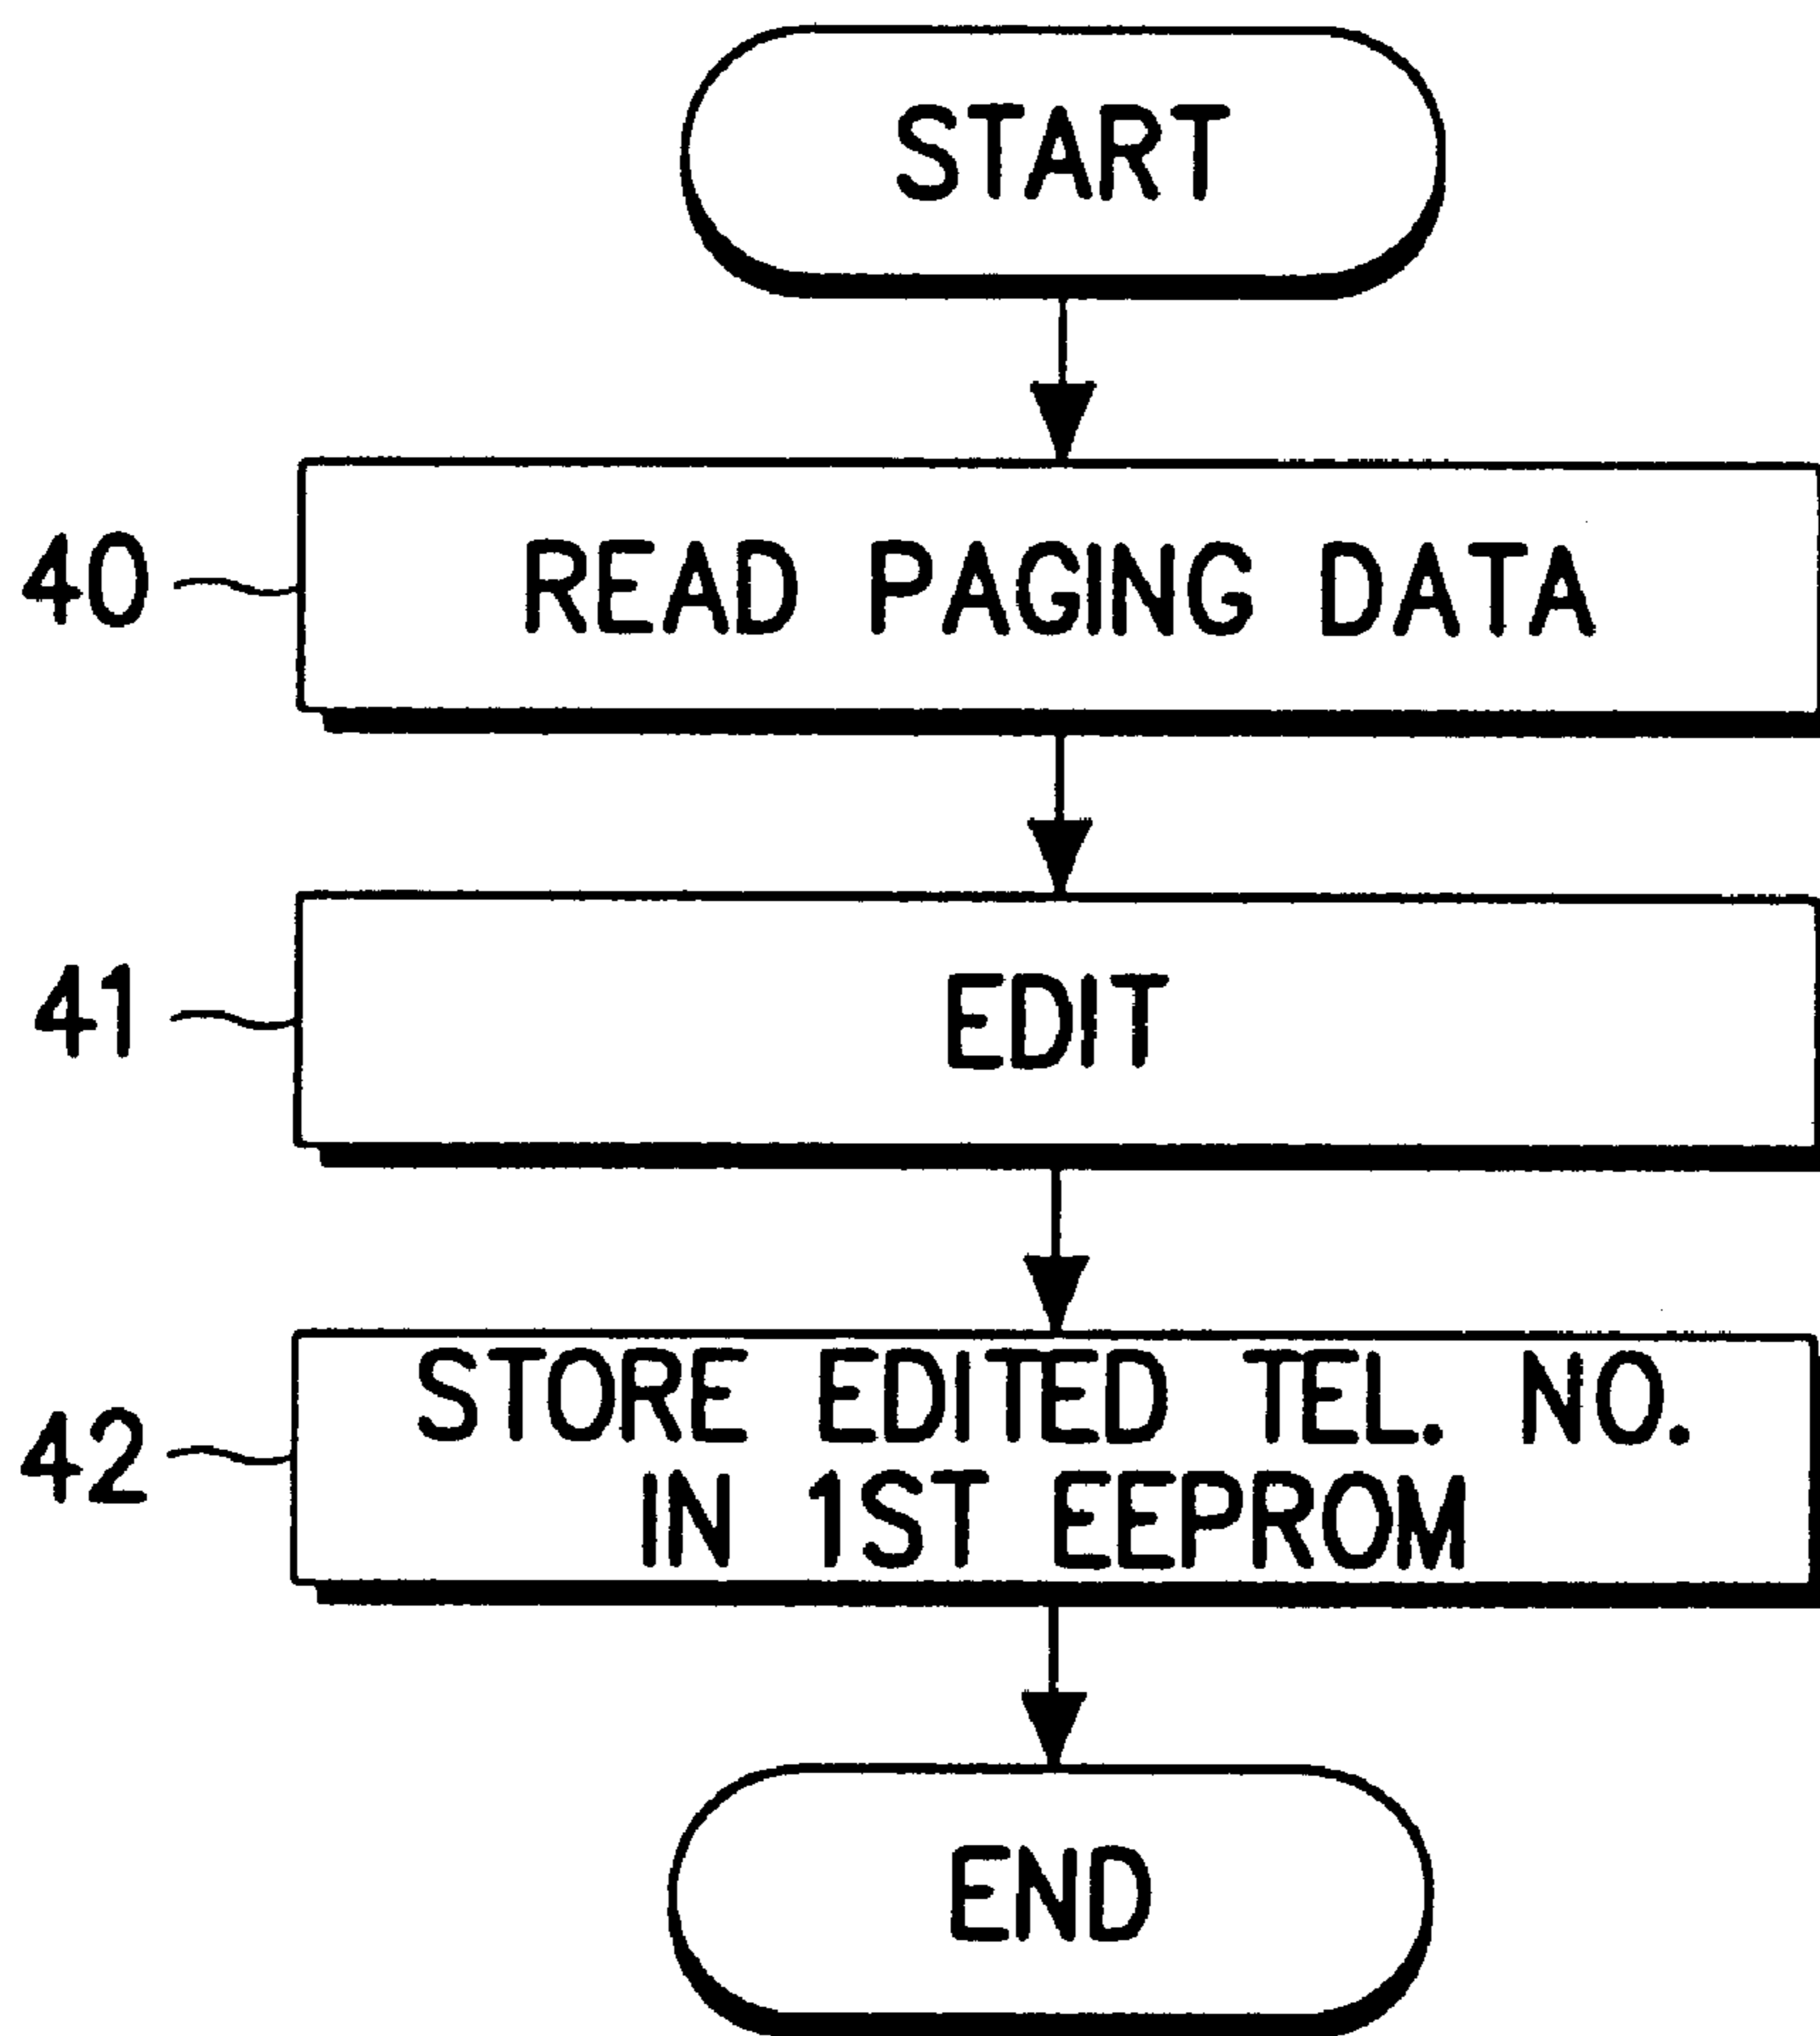 START
40
READ PAGING DATA
41
EDIT
42
STORE EDITED TEL. NO.
IN 1ST EEPROM
END